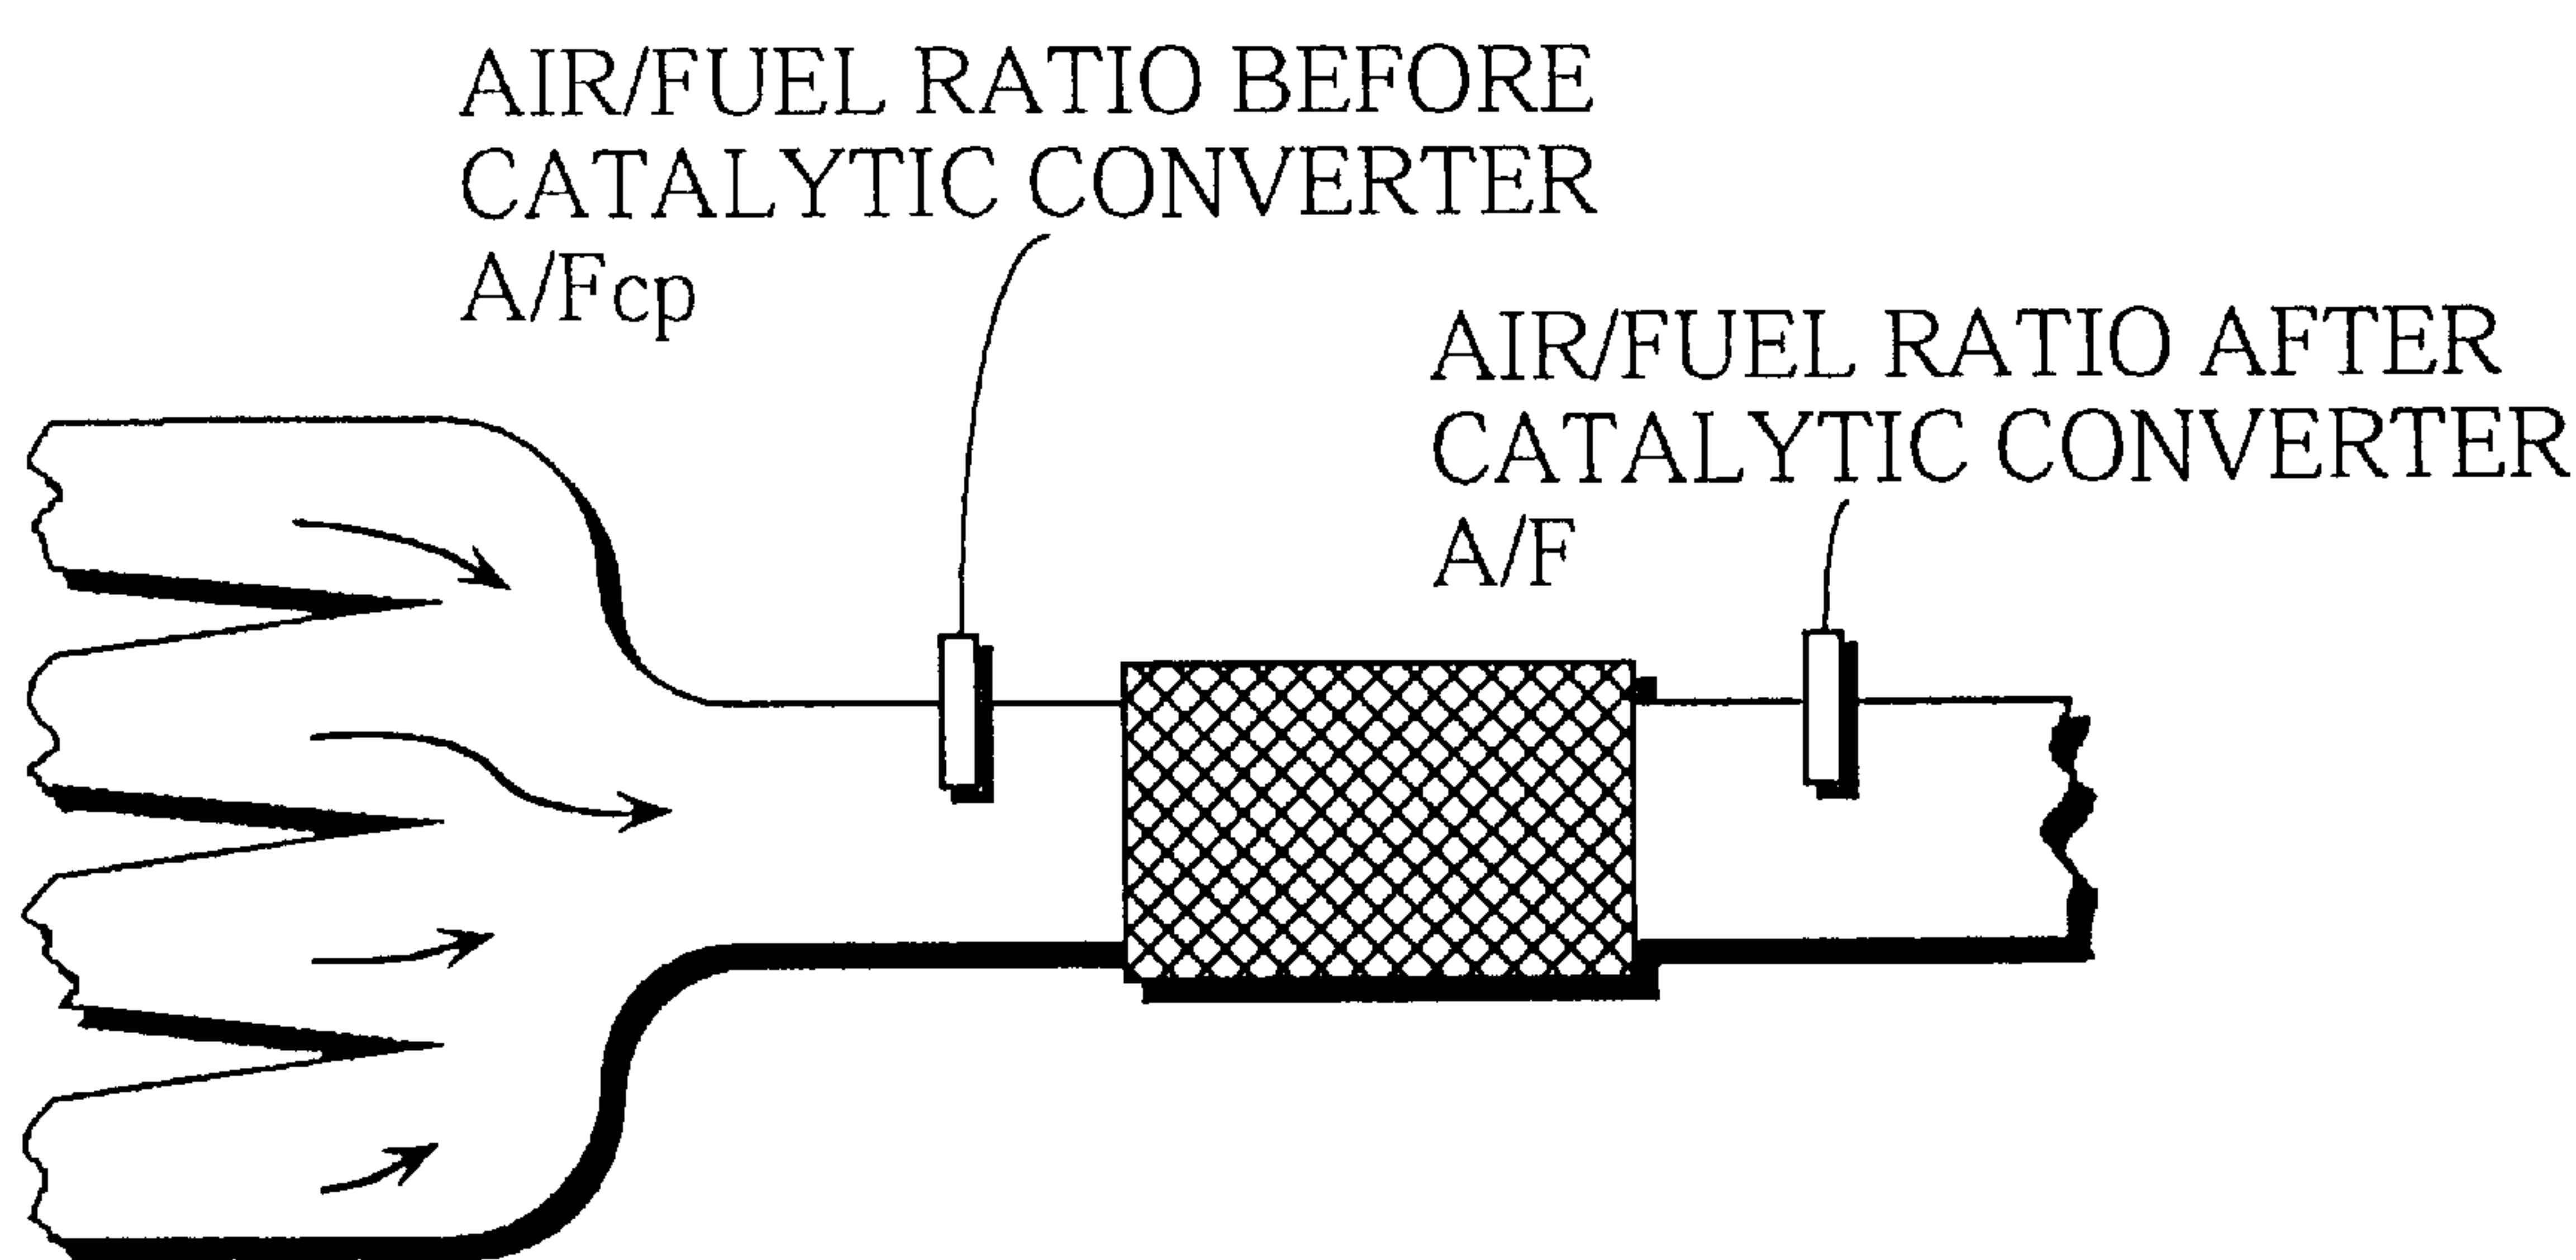 AIR/FUEL RATIO BEFORE
CATALYTIC CONVERTER
A/Fcp
AIR/FUEL RATIO AFTER
CATALYTIC CONVERTER
A/F